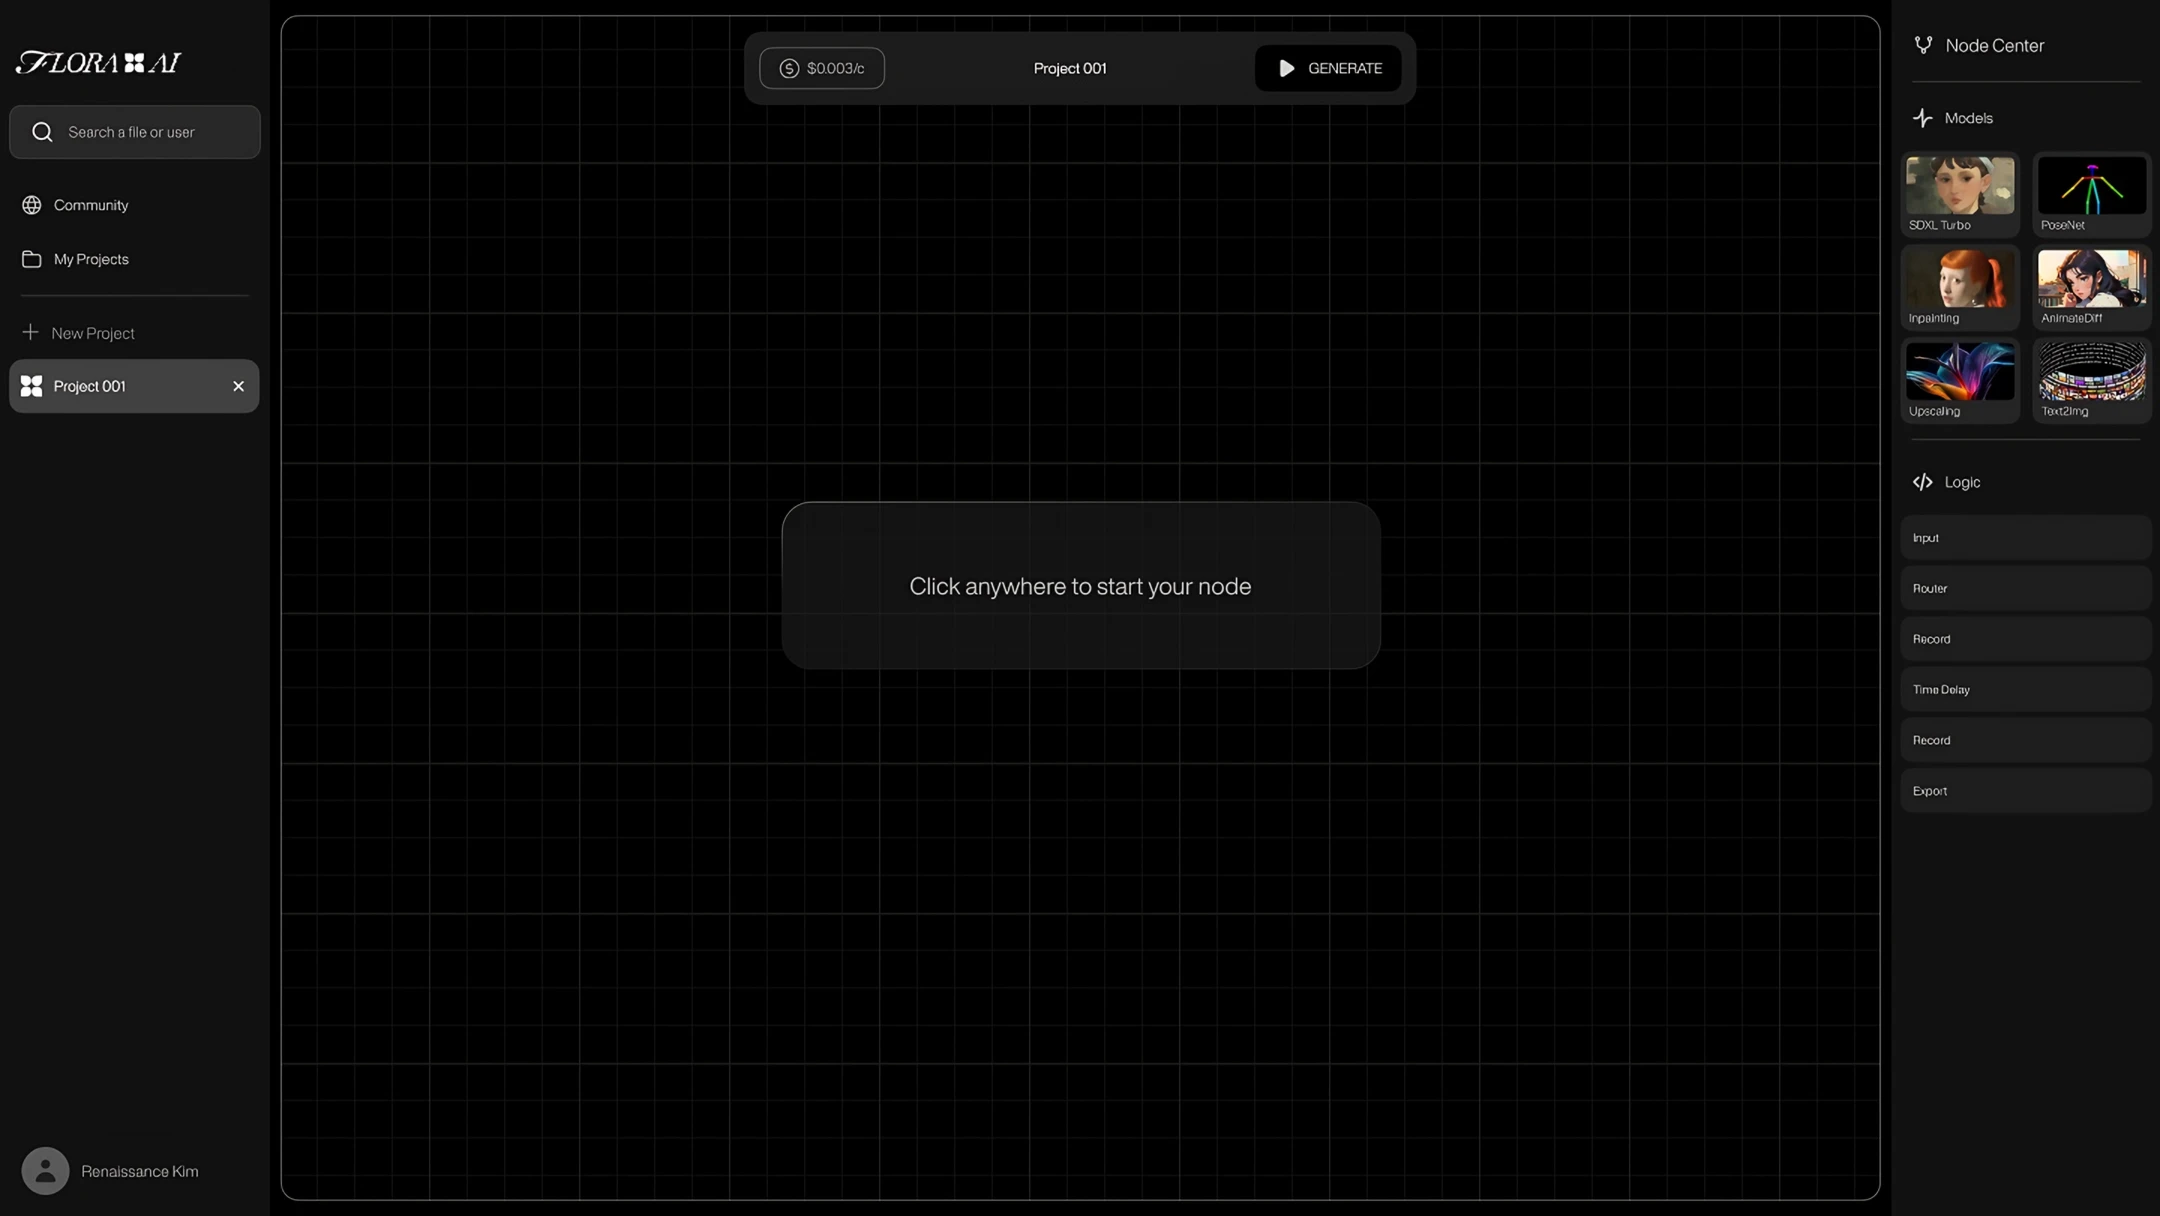 FLORA AI
Search a file or user
Community
My Projects
New Project
Project 001
Renaissance Kim
$0.003/c
Project 001
GENERATE
Click anywhere to start your node
Node Center
Models
SDXL Turbo
PoseNet
Inpainting
AnimateDiff
Upscaling
Text2Img
Logic
Input
Router
Record
Time Delay
Record
Export